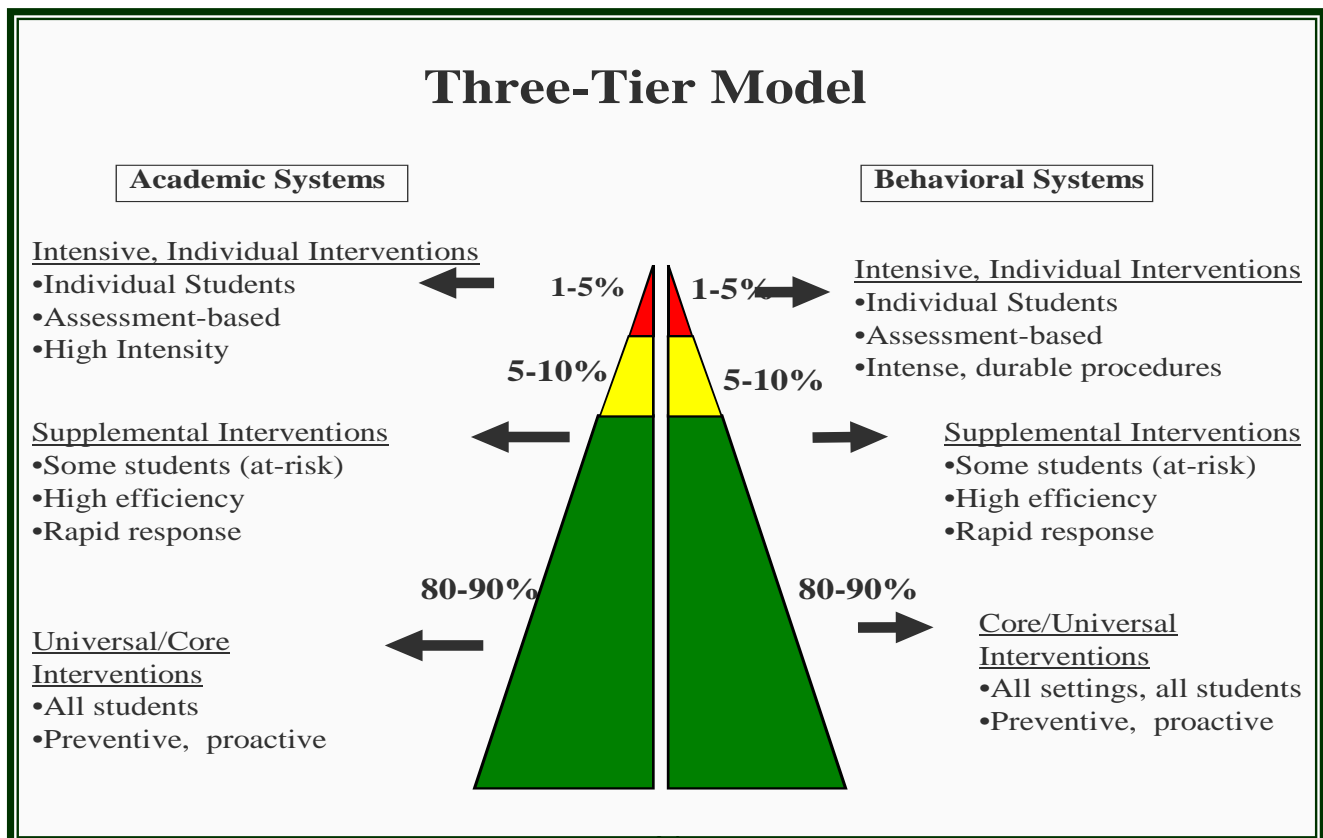 Three-Tier Model
Academic Systems
Intensive, Individual Interventions
•Individual Students
•Assessment-based
•High Intensity
1-5%
5-10%
Supplemental Interventions
•Some students (at-risk)
•High efficiency
•Rapid response
80-90%
Universal/Core
Interventions
•All students
•Preventive, proactive
Behavioral Systems
1-5%
Intensive, Individual Interventions
•Individual Students
•Assessment-based
•Intense, durable procedures
5-10%
Supplemental Interventions
•Some students (at-risk)
•High efficiency
•Rapid response
80-90%
Core/Universal
Interventions
•All settings, all students
•Preventive, proactive